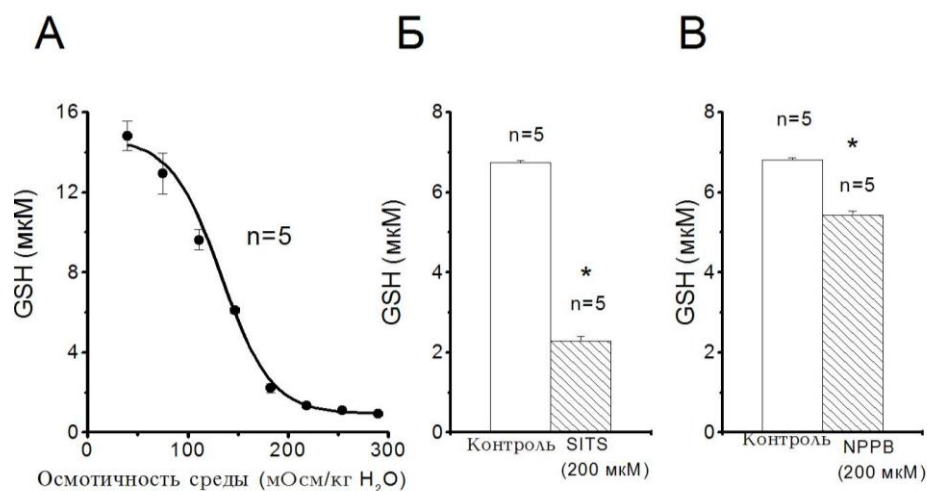 А
GSH (мкМ)
16
12
8
4
0
n=5
0 100 200 300
Осмотичность среды (мОсм/кг H₂O)
Б
GSH (мкМ)
8
6
4
2
0
n=5
*
n=5
Контроль SITS
(200 мкМ)
В
GSH (мкМ)
8
6
4
2
0
n=5
*
n=5
Контроль NPPB
(200 мкМ)